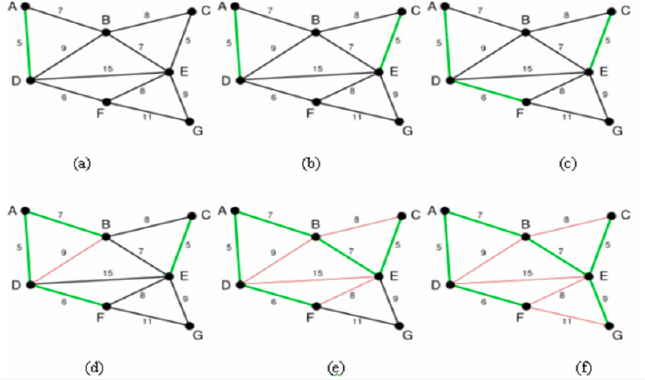 A 7 B 8 C A 7 B 8 C A 7 B 8 C
5 9 7 5 5 9 7 5 5 9 7 5
D 15 E D 15 E D 15 E
6 F 8 9 6 F 8 9 6 F 8 9
11 G 11 G 11 G
(a) (b) (c)
A 7 B 8 C A 7 B 8 C A 7 B 8 C
5 9 7 5 5 9 7 5 5 9 7 5
D 15 E D 15 E D 15 E
6 F 8 9 6 F 8 9 6 F 8 9
11 G 11 G 11 G
(d) (e) (f)